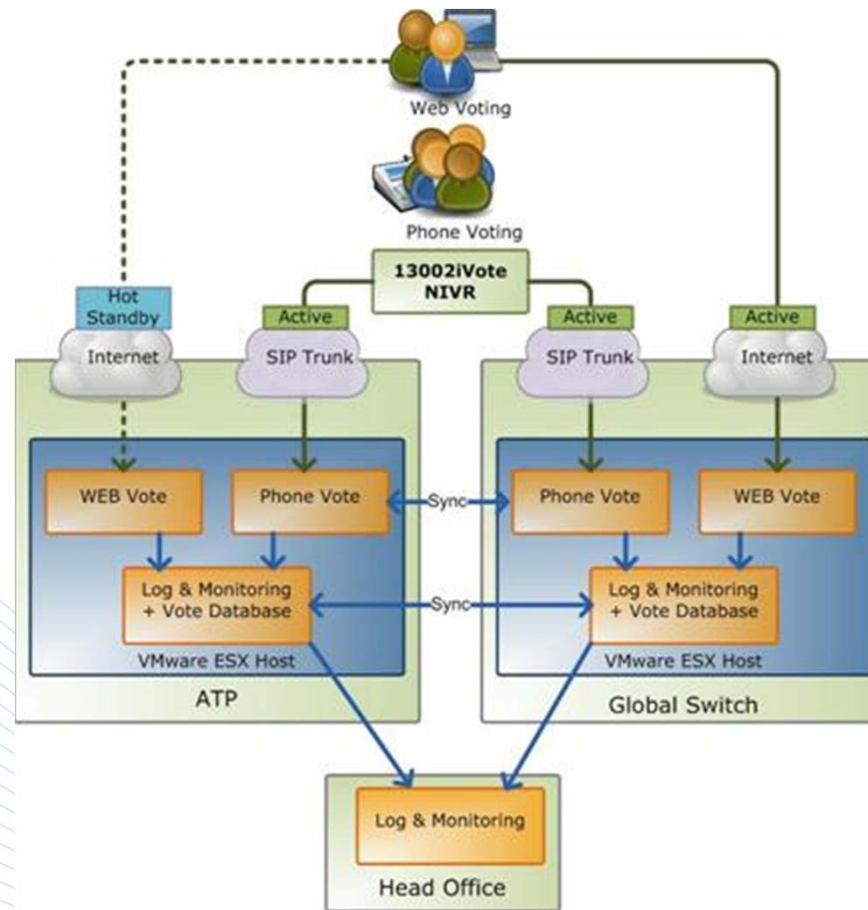 Web Voting
Phone Voting
13002iVote
NIVR
Hot
Standby
Active
Active
Active
Internet
SIP Trunk
SIP Trunk
Internet
WEB Vote
Phone Vote
Sync
Phone Vote
WEB Vote
Log & Monitoring
+ Vote Database
Sync
Log & Monitoring
+ Vote Database
VMware ESX Host
VMware ESX Host
ATP
Global Switch
Log & Monitoring
Head Office